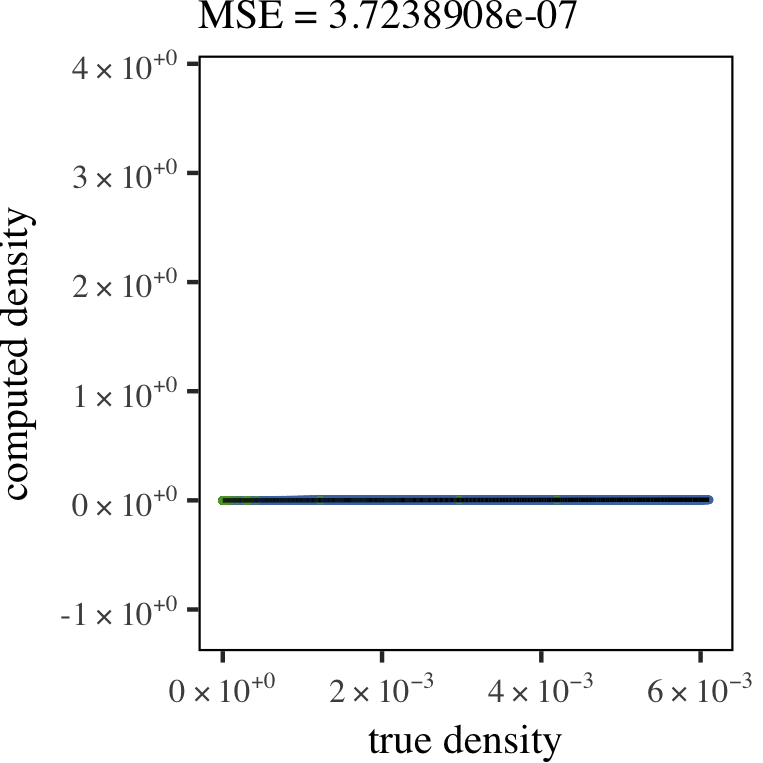 MSE = 3.7238908e-07
4 × 10⁺⁰
3 × 10⁺⁰
2 × 10⁺⁰
1 × 10⁺⁰
0 × 10⁺⁰
-1 × 10⁺⁰
computed density
0 × 10⁺⁰ 2 × 10⁻³ 4 × 10⁻³ 6 × 10⁻³
true density